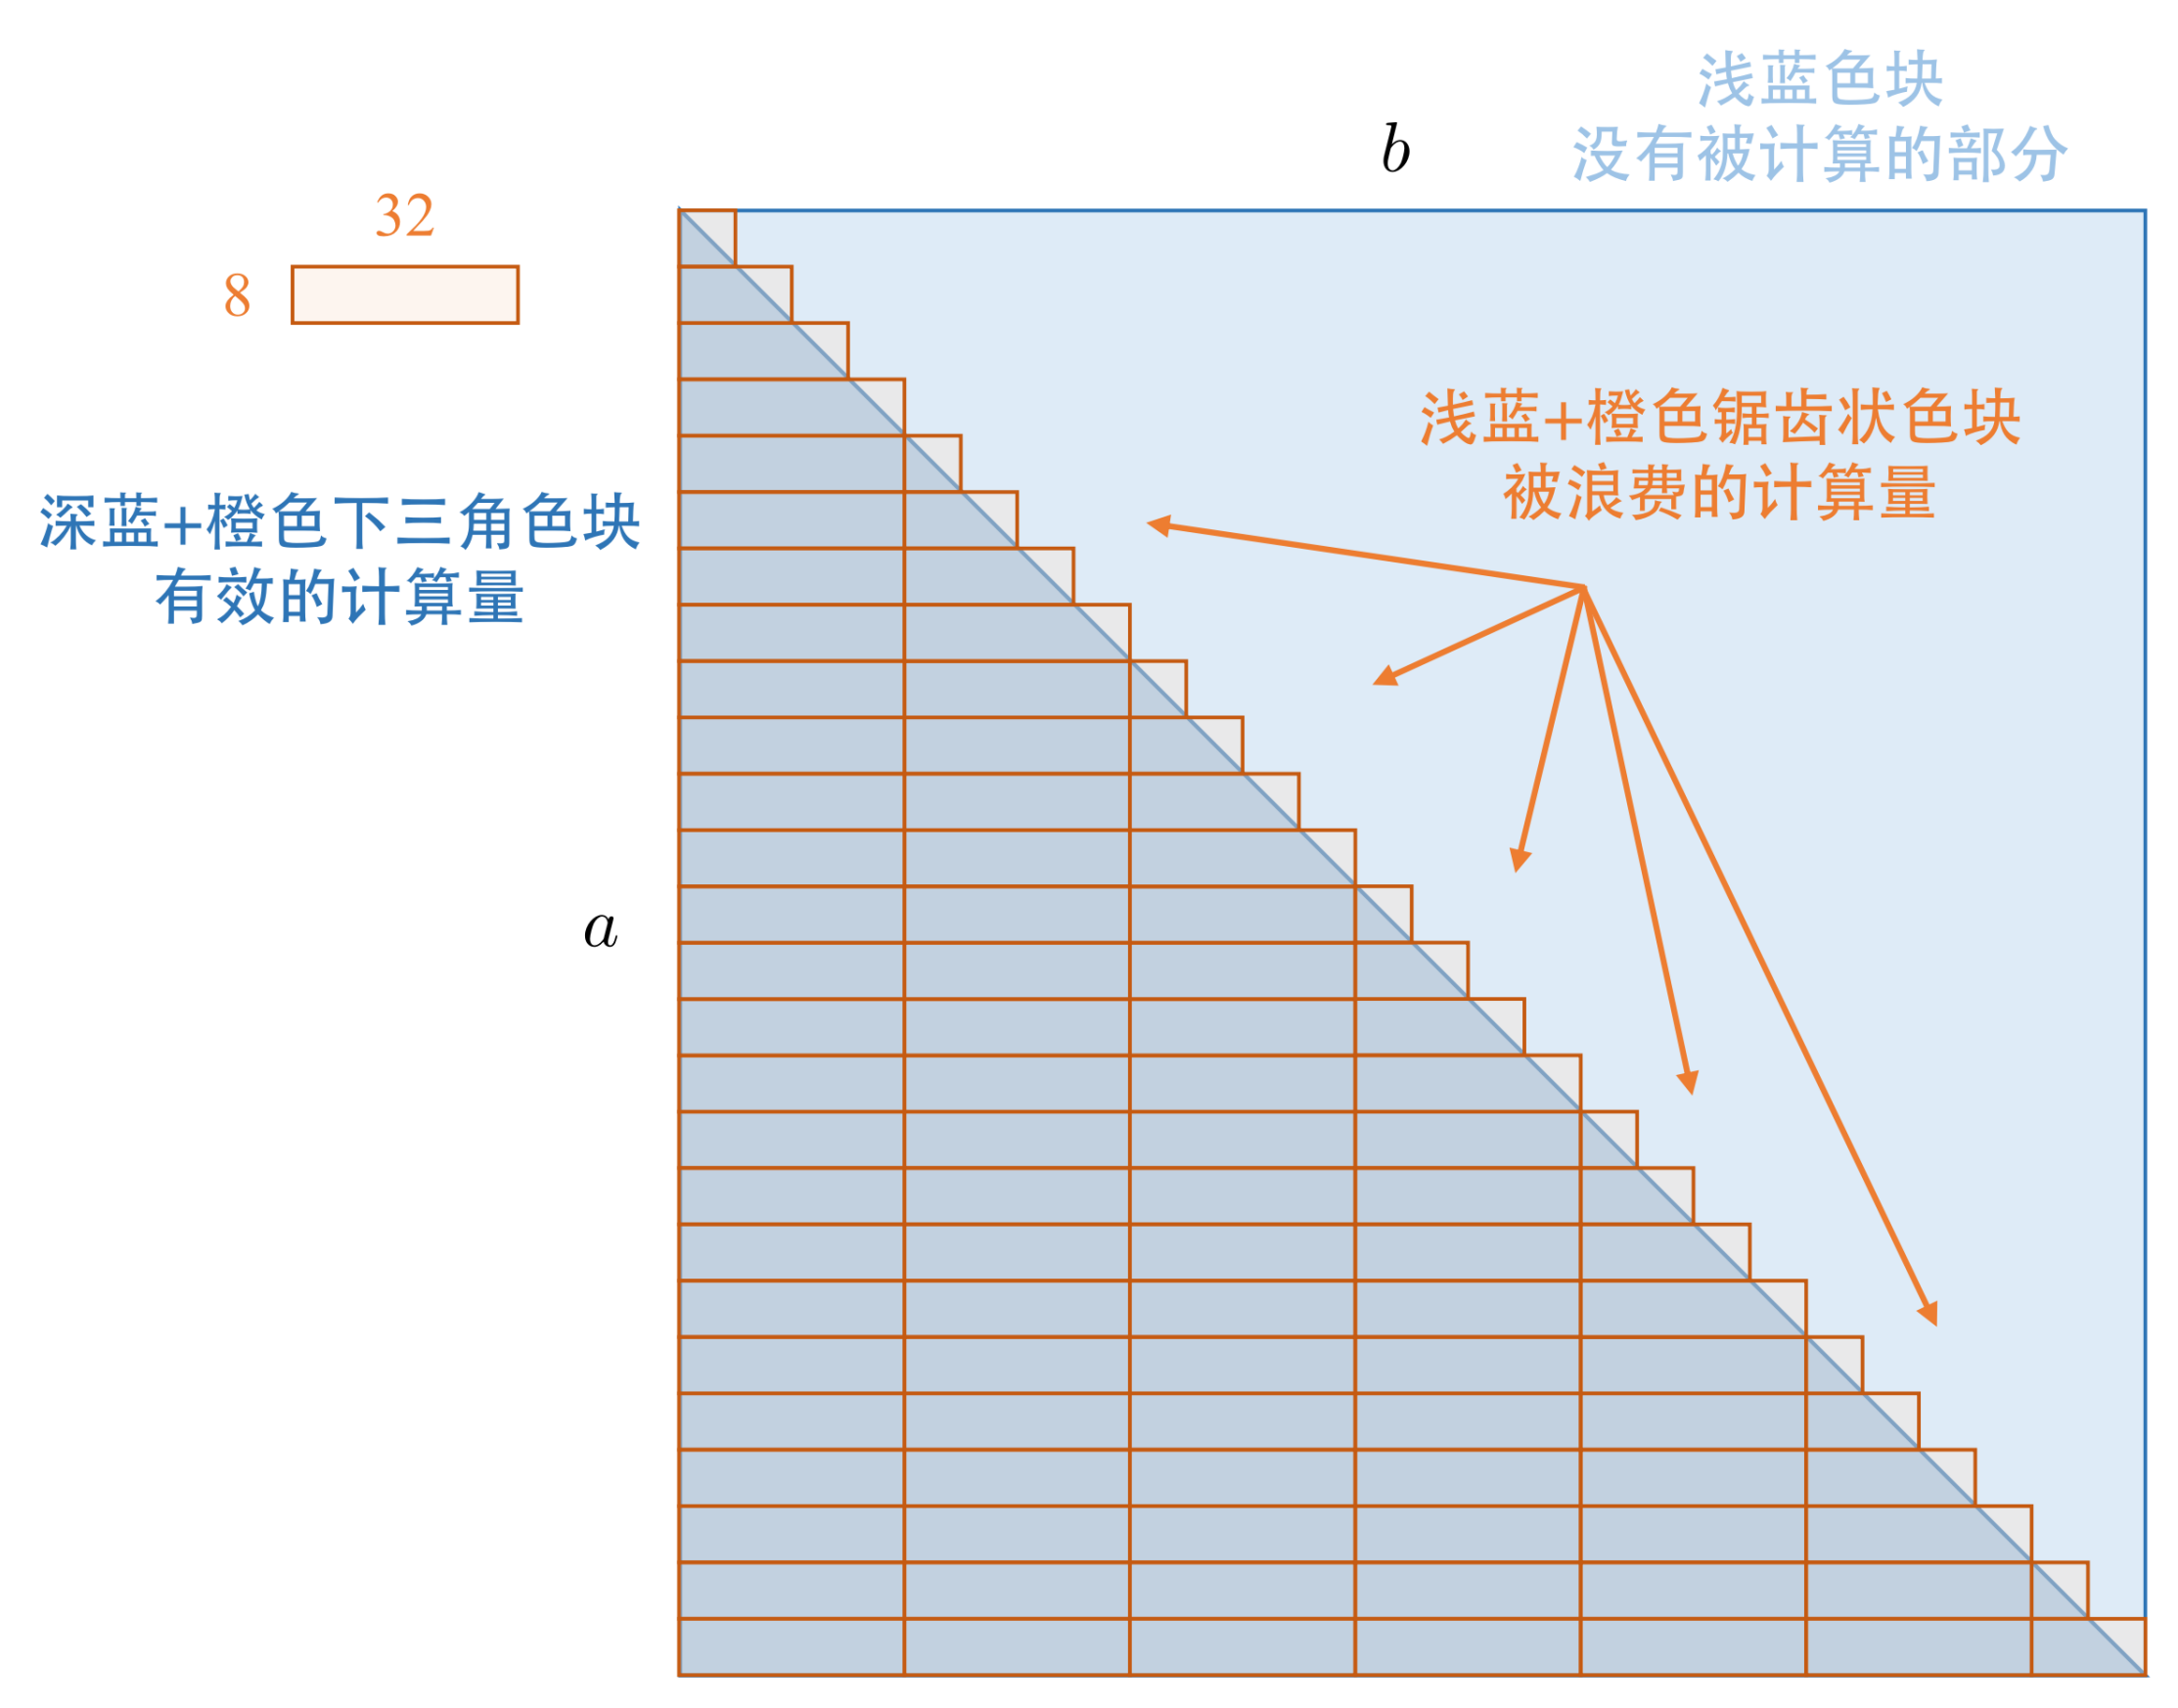 浅蓝色块
没有被计算的部分
b
32
8
浅蓝+橙色锯齿状色块
被浪费的计算量
深蓝+橙色下三角色块
有效的计算量
a